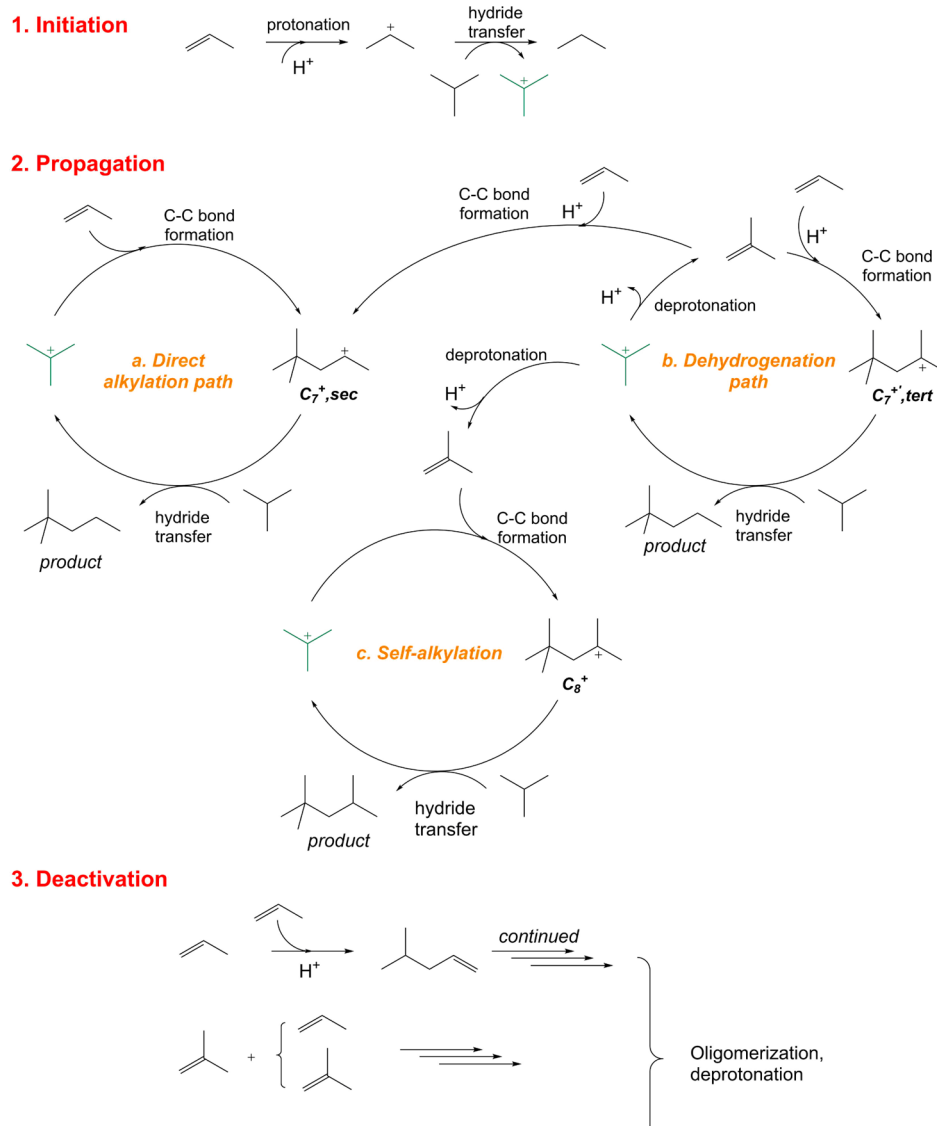 1. Initiation
protonation
H+
+
hydride
transfer
+
2. Propagation
C-C bond
formation
+
a. Direct
alkylation path
+
C7+,sec
hydride
transfer
product
C-C bond
formation
H+
H+
C-C bond
formation
H+
deprotonation
deprotonation
H+
+
b. Dehydrogenation
path
+
C7+',tert
hydride
transfer
product
C-C bond
formation
+
c. Self-alkylation
+
C8+
hydride
transfer
product
3. Deactivation
H+
continued
+
Oligomerization,
deprotonation